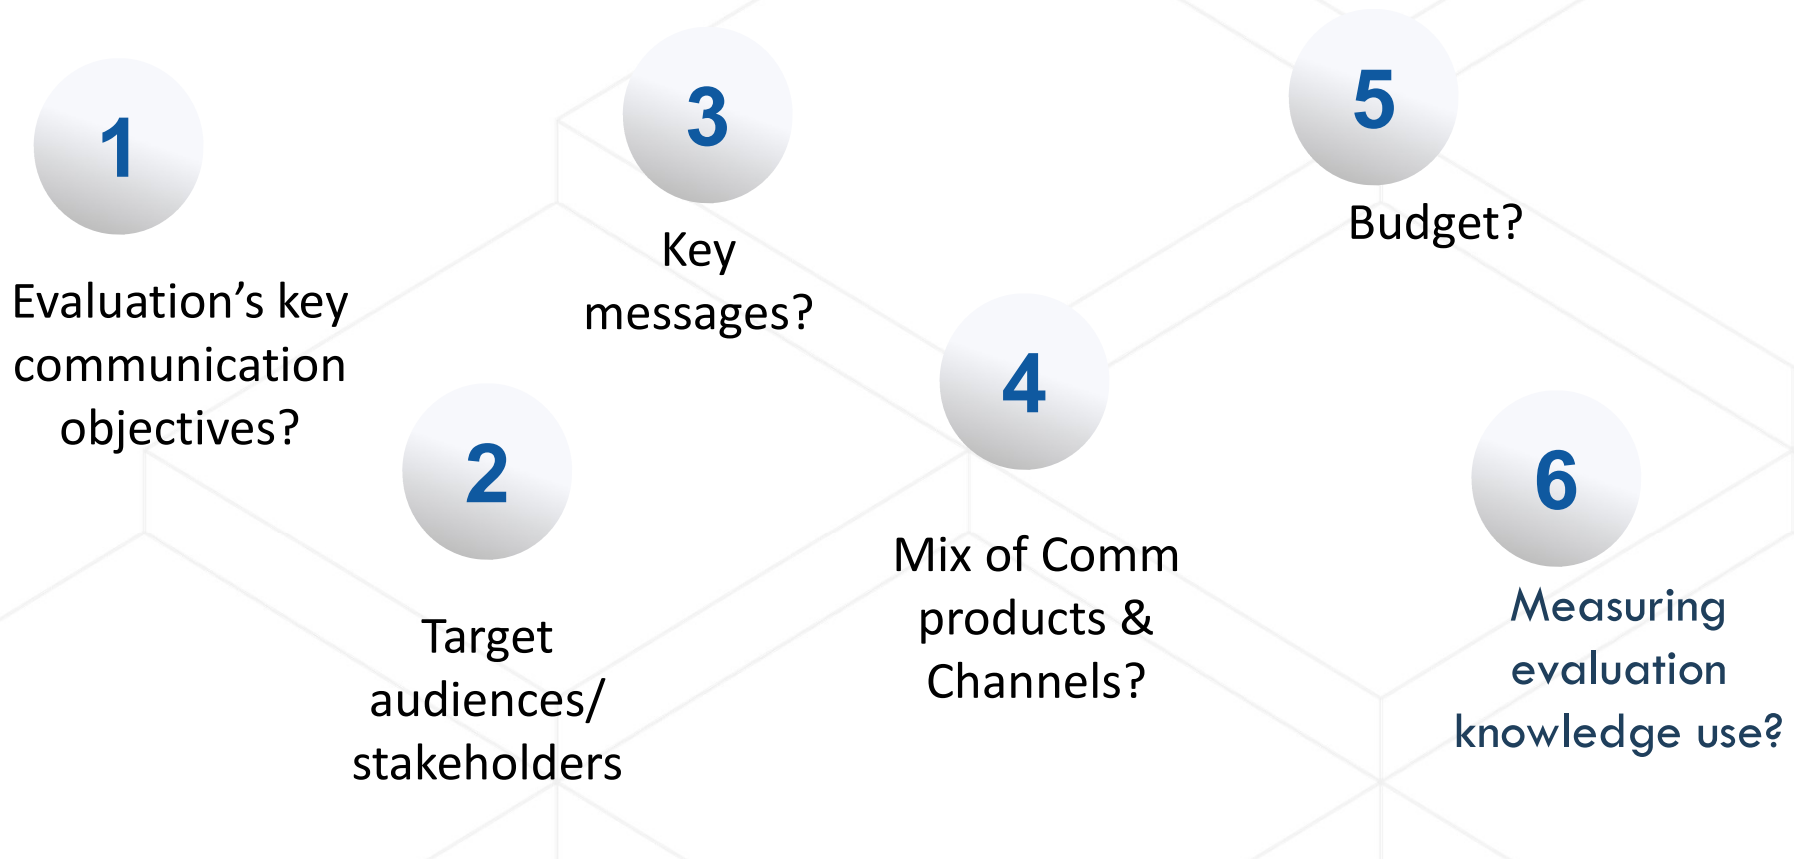 1
Evaluation’s key
communication
objectives?
2
Target
audiences/
stakeholders
3
Key
messages?
4
Mix of Comm
products &
Channels?
5
Budget?
6
Measuring
evaluation
knowledge use?